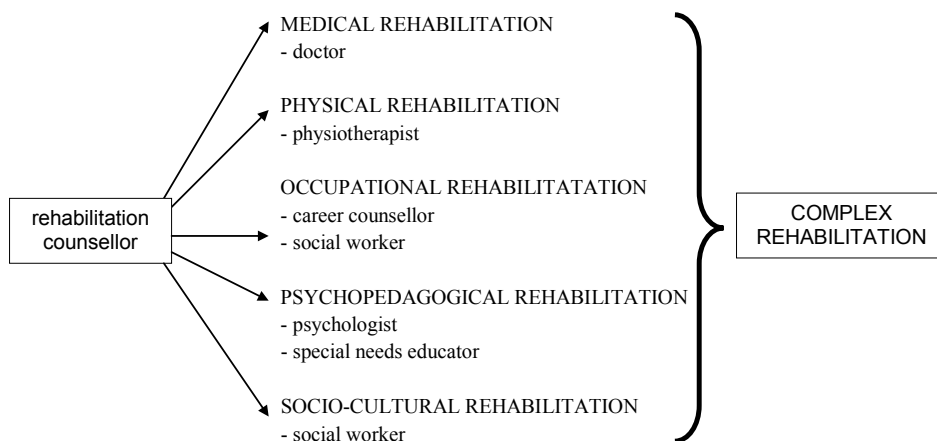 MEDICAL REHABILITATION
- doctor
PHYSICAL REHABILITATION
- physiotherapist
OCCUPATIONAL REHABILITATATION
- career counsellor
- social worker
PSYCHOPEDAGOGICAL REHABILITATION
- psychologist
- special needs educator
SOCIO-CULTURAL REHABILITATION
- social worker
rehabilitation
counsellor
COMPLEX
REHABILITATION